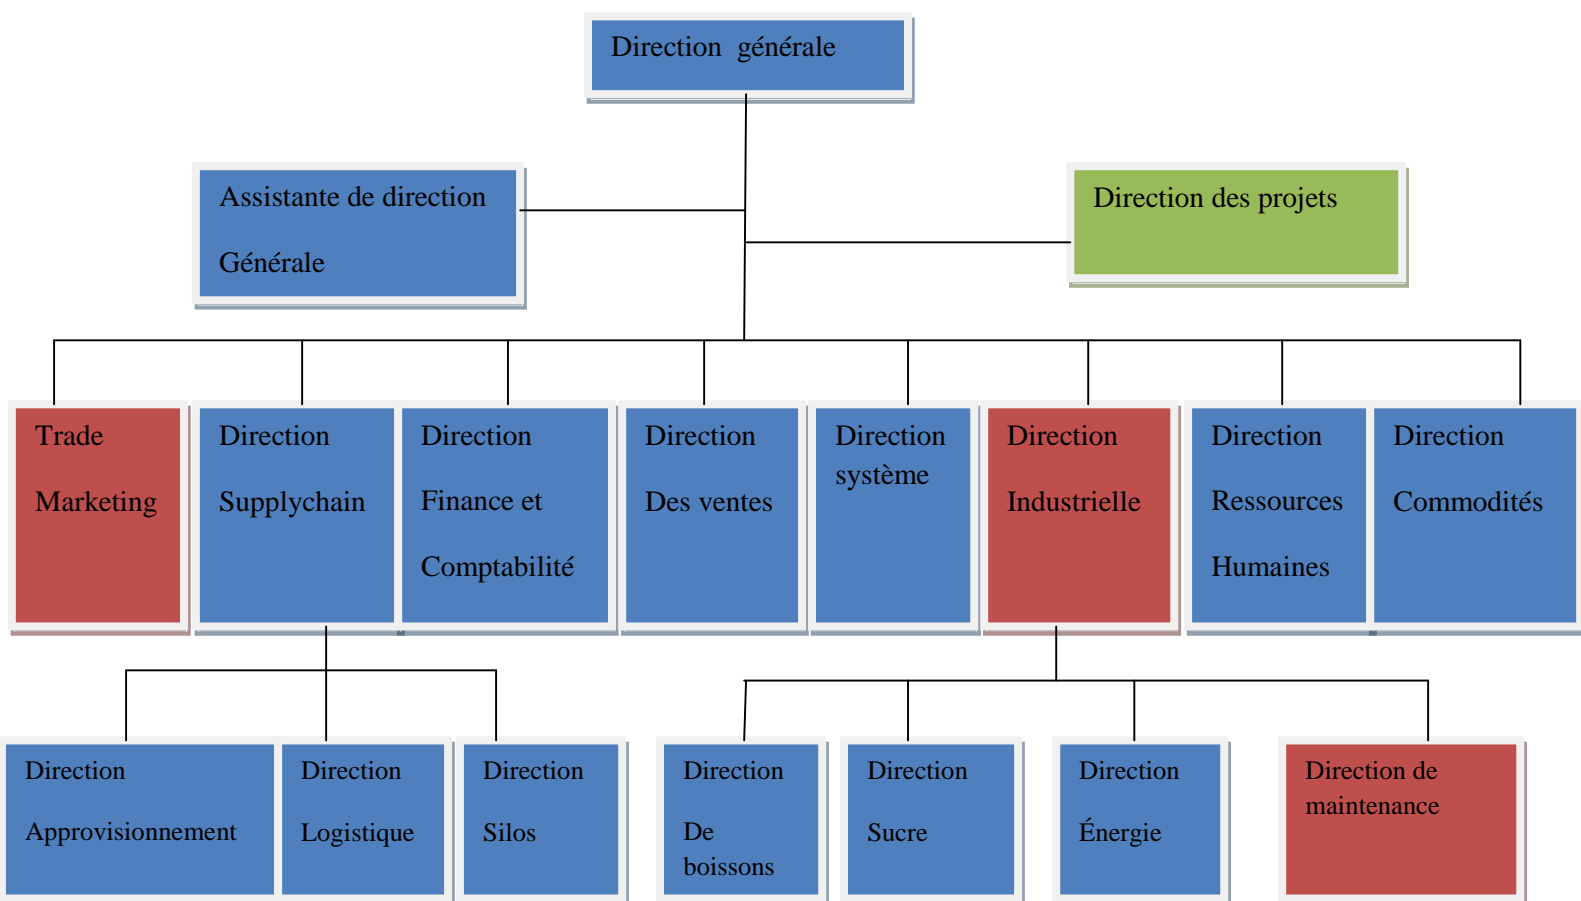 Direction générale
Assistante de direction
Générale
Direction des projets
Trade
Marketing
Direction
Supplychain
Direction
Finance et
Comptabilité
Direction
Des ventes
Direction
système
Direction
Industrielle
Direction
Ressources
Humaines
Direction
Commodités
Direction
Approvisionnement
Direction
Logistique
Direction
Silos
Direction
De
boissons
Direction
Sucre
Direction
Énergie
Direction de
maintenance